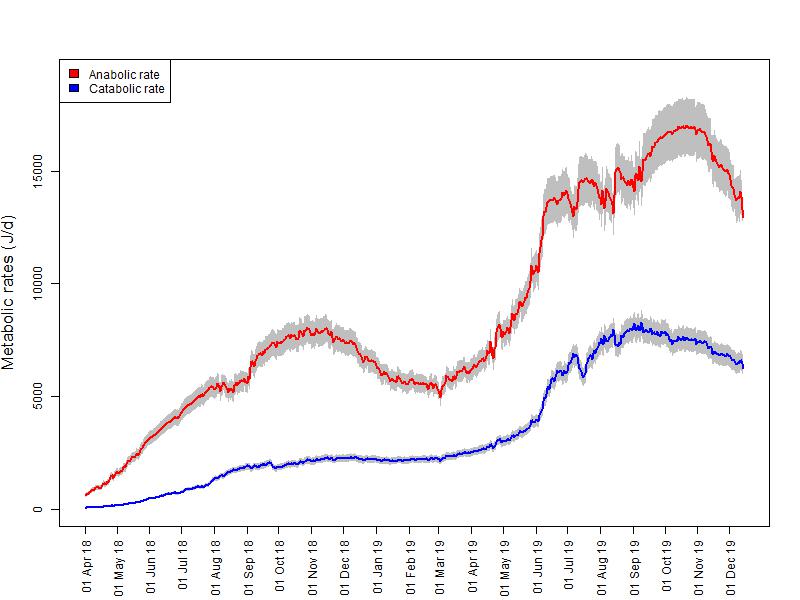 Anabolic rate
Catabolic rate
Metabolic rates (J/d)
15000
10000
5000
0
01 Apr 18
01 May 18
01 Jun 18
01 Jul 18
01 Aug 18
01 Sep 18
01 Oct 18
01 Nov 18
01 Dec 18
01 Jan 19
01 Feb 19
01 Mar 19
01 Apr 19
01 May 19
01 Jun 19
01 Jul 19
01 Aug 19
01 Sep 19
01 Oct 19
01 Nov 19
01 Dec 19